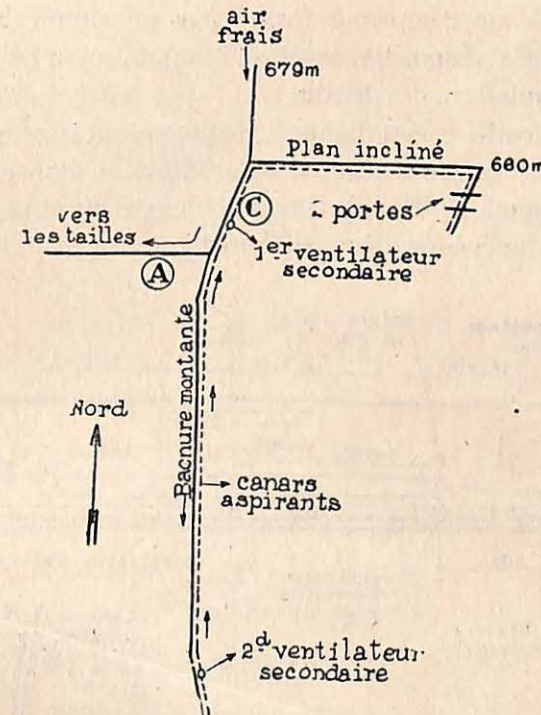 air
frais
679m
Plan incliné
680m
2 portes
C
vers
les tailles
1er ventilateur
secondaire
A
Bacnure montante
Nord
canars
aspirants
2d ventilateur
secondaire